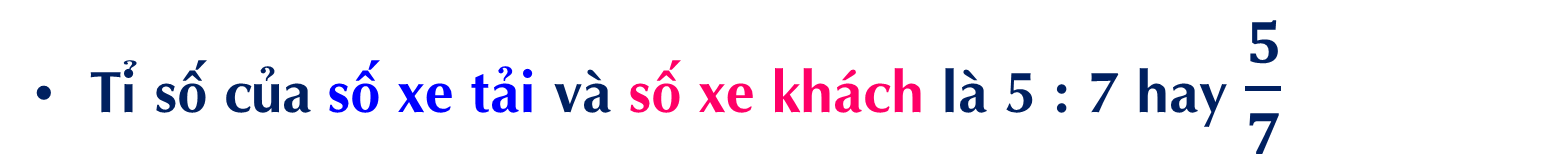 • Tỉ số của số xe tải và số xe khách là 5 : 7 hay 5/7